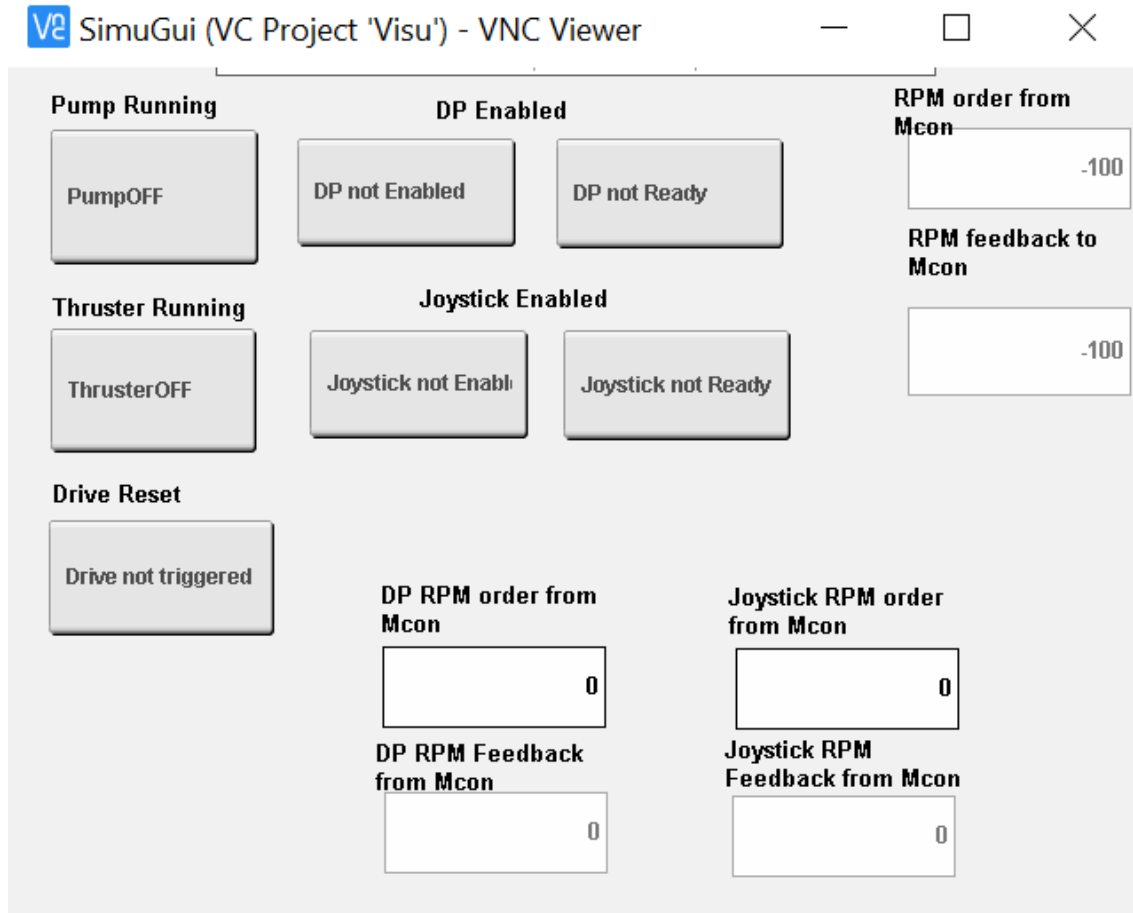 VC SimuGui (VC Project 'Visu') - VNC Viewer
Pump Running
PumpOFF
DP Enabled
DP not Enabled
DP not Ready
RPM order from
Mcon
-100
RPM feedback to
Mcon
-100
Thruster Running
ThrusterOFF
Joystick Enabled
Joystick not Enabl
Joystick not Ready
Drive Reset
Drive not triggered
DP RPM order from
Mcon
0
Joystick RPM order
from Mcon
0
DP RPM Feedback
from Mcon
0
Joystick RPM
Feedback from Mcon
0